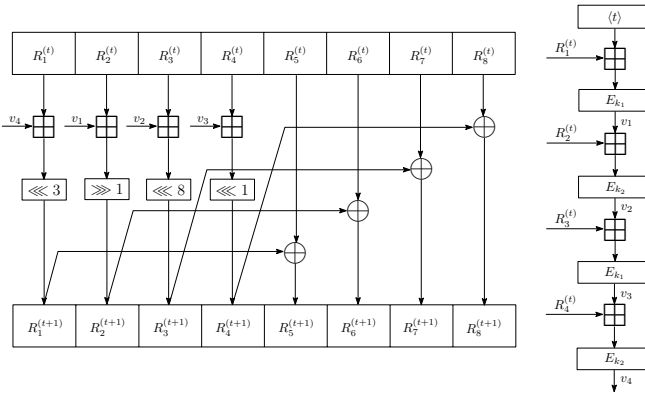 R_1^{(t)} R_2^{(t)} R_3^{(t)} R_4^{(t)} R_5^{(t)} R_6^{(t)} R_7^{(t)} R_8^{(t)}
v_4 v_1 v_2 v_3
⋘ 3 ⋙ 1 ⋘ 8 ⋘ 1
R_1^{(t+1)} R_2^{(t+1)} R_3^{(t+1)} R_4^{(t+1)} R_5^{(t+1)} R_6^{(t+1)} R_7^{(t+1)} R_8^{(t+1)}
⟨t⟩
R_1^{(t)}
E_{k_1}
v_1
R_2^{(t)}
E_{k_2}
v_2
R_3^{(t)}
E_{k_1}
v_3
R_4^{(t)}
E_{k_2}
v_4